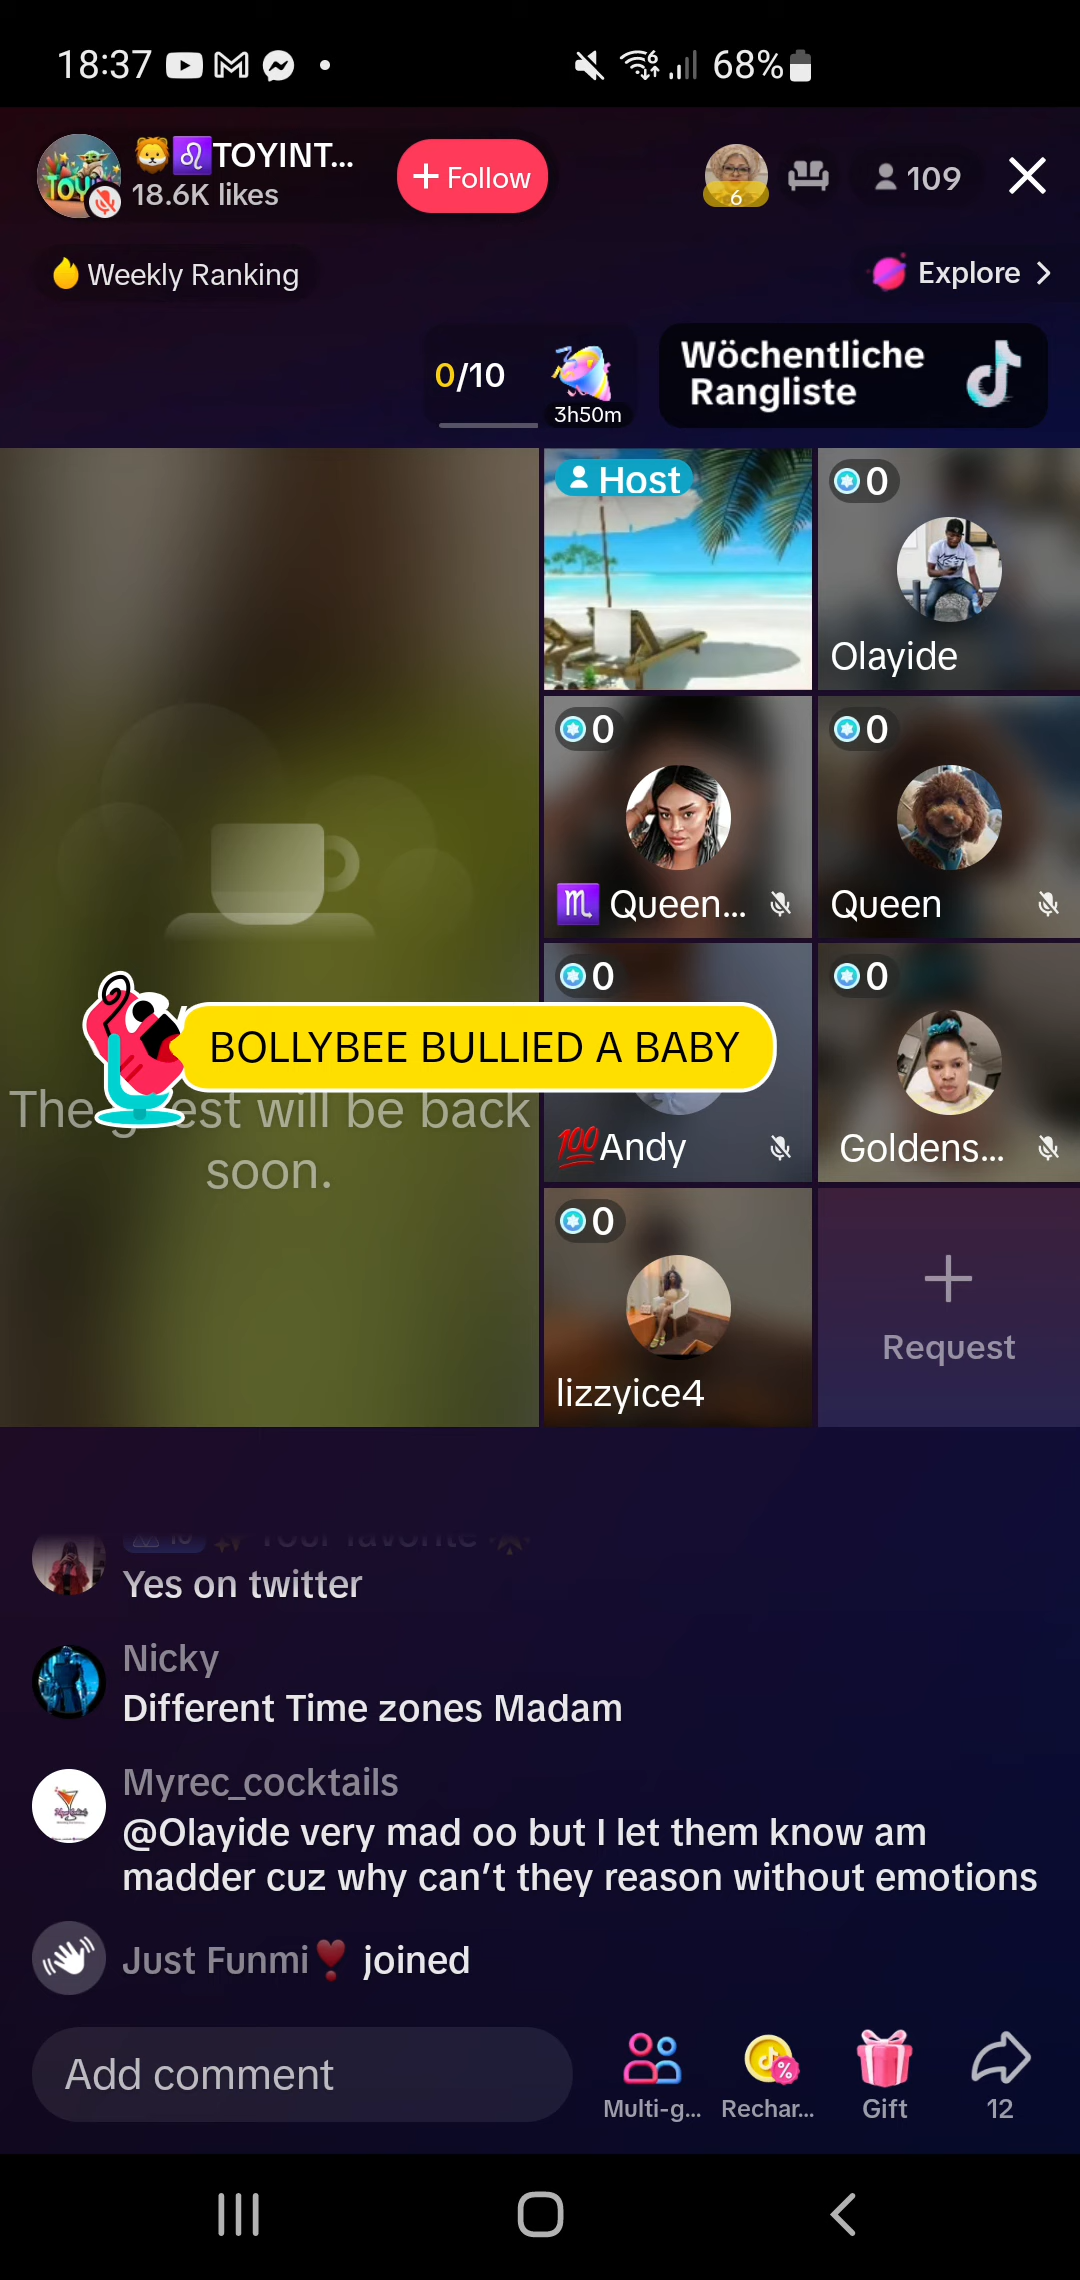 18:37
68%
TOYINT...
18.6K likes
+ Follow
6
109
Weekly Ranking
Explore >
0/10
3h50m
Wöchentliche
Rangliste
Host
0
Olayide
0
♏ Queen...
0
Queen
0
💯Andy
0
Goldens...
0
lizzyice4
Request
BOLLYBEE BULLIED A BABY
The est will be back
soon.
Your favorite
Yes on twitter
Nicky
Different Time zones Madam
Myrec_cocktails
@Olayide very mad oo but I let them know am
madder cuz why can't they reason without emotions
Just Funmi❣ joined
Add comment
Multi-g...
Rechar...
Gift
12